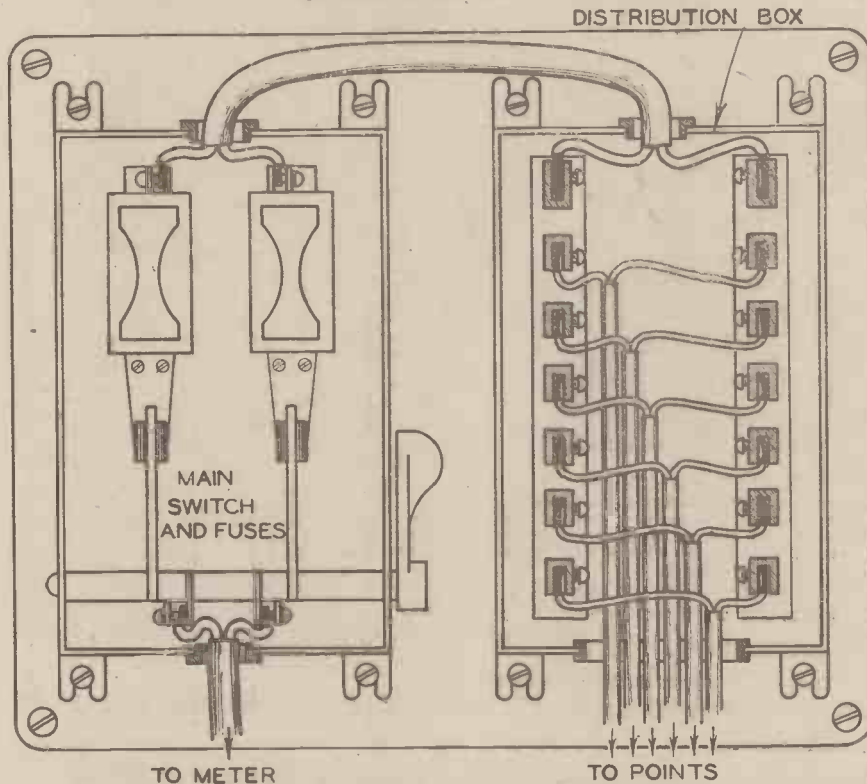 DISTRIBUTION BOX
MAIN
SWITCH
AND FUSES
TO METER
TO POINTS